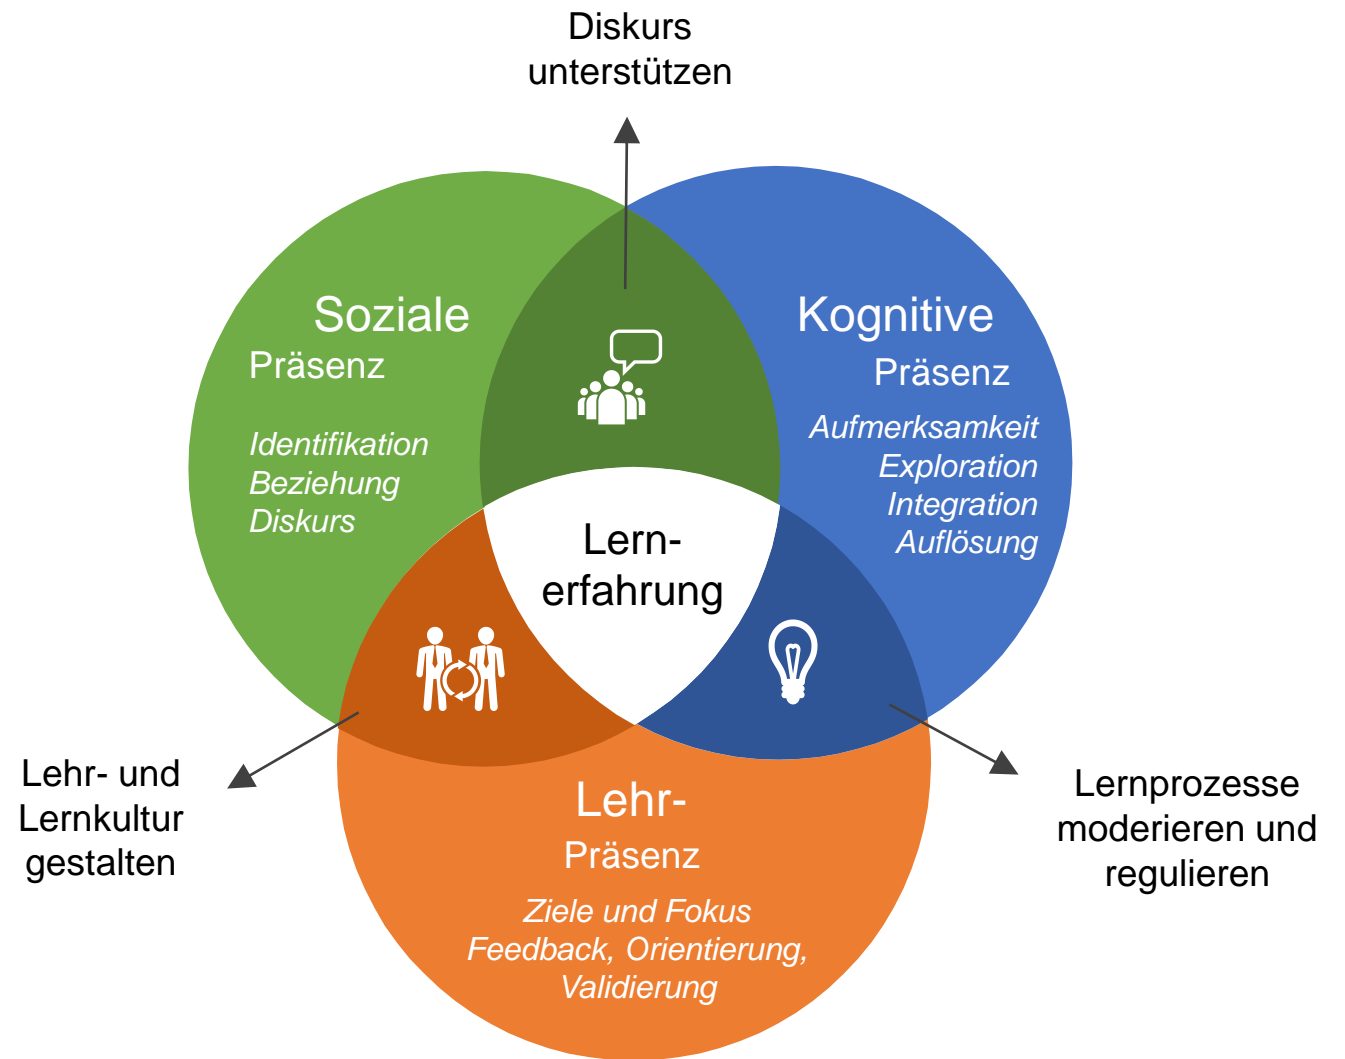 Diskurs
unterstützen
Soziale
Präsenz
Identifikation
Beziehung
Diskurs
Kognitive
Präsenz
Aufmerksamkeit
Exploration
Integration
Auflösung
Lern-
erfahrung
Lehr- und
Lernkultur
gestalten
Lehr-
Präsenz
Ziele und Fokus
Feedback, Orientierung,
Validierung
Lernprozesse
moderieren und
regulieren